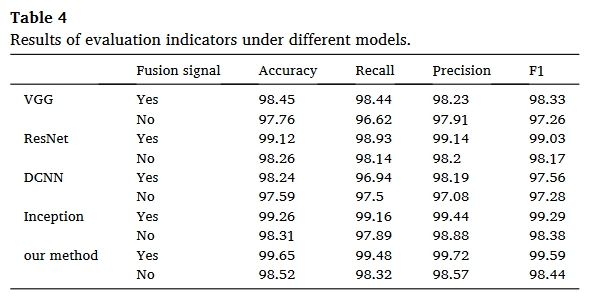 Table 4
Results of evaluation indicators under different models.
Fusion signal Accuracy Recall Precision F1
VGG Yes 98.45 98.44 98.23 98.33
No 97.76 96.62 97.91 97.26
ResNet Yes 99.12 98.93 99.14 99.03
No 98.26 98.14 98.2 98.17
DCNN Yes 98.24 96.94 98.19 97.56
No 97.59 97.5 97.08 97.28
Inception Yes 99.26 99.16 99.44 99.29
No 98.31 97.89 98.88 98.38
our method Yes 99.65 99.48 99.72 99.59
No 98.52 98.32 98.57 98.44